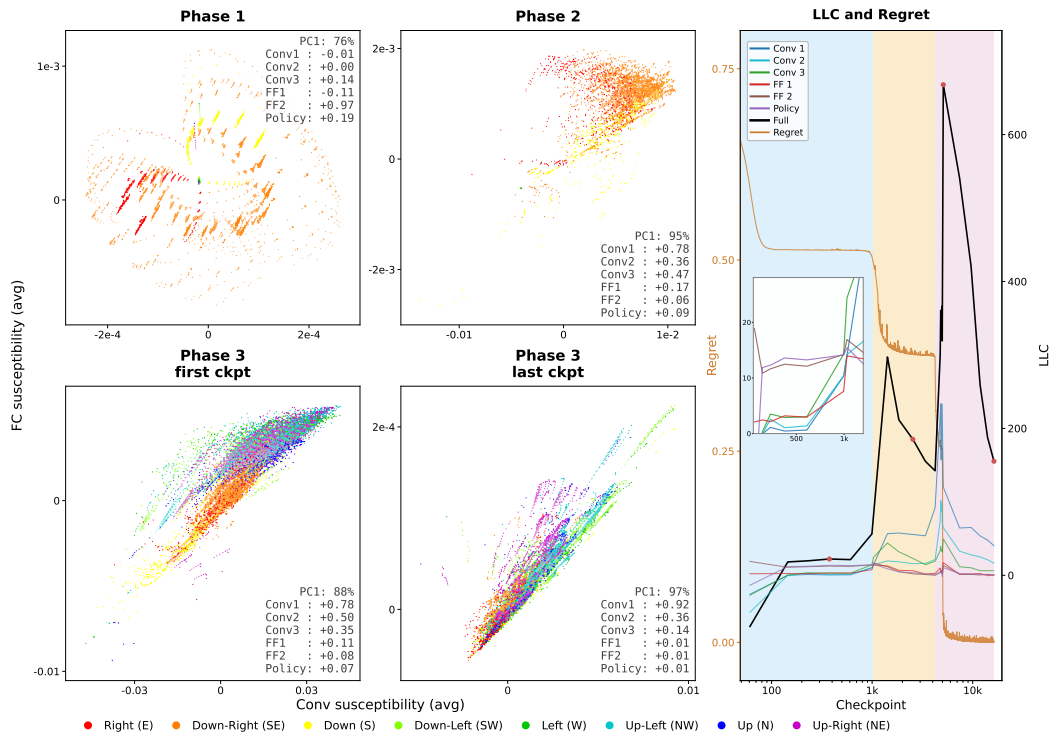 Phase 1
PC1: 76%
Conv1 : -0.01
Conv2 : +0.00
Conv3 : +0.14
FF1 : -0.11
FF2 : +0.97
Policy: +0.19
1e-3
0
-2e-4
0
2e-4
Phase 2
2e-3
0
-2e-3
PC1: 95%
Conv1 : +0.78
Conv2 : +0.36
Conv3 : +0.47
FF1 : +0.17
FF2 : +0.06
Policy: +0.09
-0.01
0
1e-2
FC susceptibility (avg)
Phase 3
first ckpt
0
-0.01
PC1: 88%
Conv1 : +0.78
Conv2 : +0.50
Conv3 : +0.35
FF1 : +0.11
FF2 : +0.08
Policy: +0.07
-0.03
0.03
Phase 3
last ckpt
2e-4
0
PC1: 97%
Conv1 : +0.92
Conv2 : +0.36
Conv3 : +0.14
FF1 : +0.01
FF2 : +0.01
Policy: +0.01
0
0.01
Conv susceptibility (avg)
LLC and Regret
Conv 1
Conv 2
Conv 3
FF 1
FF 2
Policy
Full
Regret
0.75
0.50
0.25
0.00
Regret
20
10
0
500
1k
600
400
200
0
LLC
100
1k
10k
Checkpoint
Right (E)
Down-Right (SE)
Down (S)
Down-Left (SW)
Left (W)
Up-Left (NW)
Up (N)
Up-Right (NE)